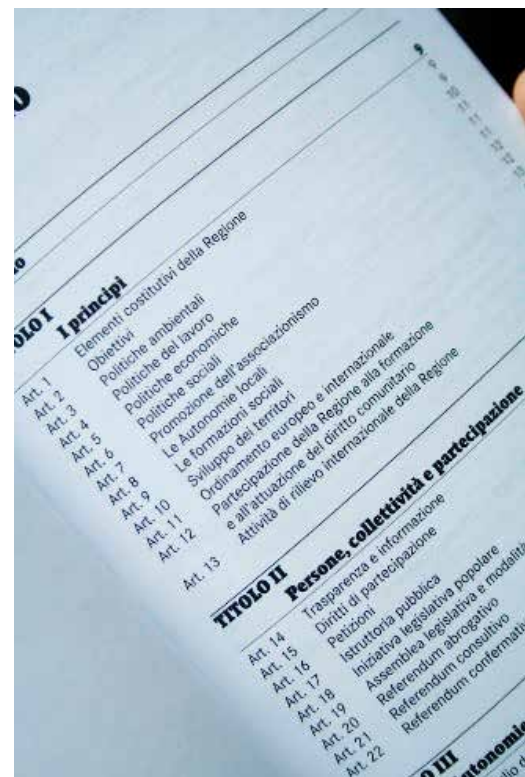 OLO I I principi
9
Art. 1 Elementi costitutivi della Regione
Art. 2 Obiettivi
Art. 3 Politiche ambientali
Art. 4 Politiche del lavoro
Art. 5 Politiche economiche
Art. 6 Politiche sociali
Art. 7 Promozione dell'associazionismo
Art. 8 Le Autonomie locali
Art. 9 Le formazioni sociali
Art. 10 Sviluppo dei territori
Art. 11 Ordinamento europeo e internazionale
Art. 12 Partecipazione della Regione alla formazione
e all'attuazione del diritto comunitario
Art. 13 Attività di rilievo internazionale della Regione
TITOLO II Persone, collettività e partecipazione
Art. 14 Trasparenza e informazione
Art. 15 Diritti di partecipazione
Art. 16 Petizioni
Art. 17 Istruttoria pubblica
Art. 18 Iniziativa legislativa popolare
Art. 19 Assemblea legislativa e modalità
Art. 20 Referendum abrogativo
Art. 21 Referendum consultivo
Art. 22 Referendum confermat
III